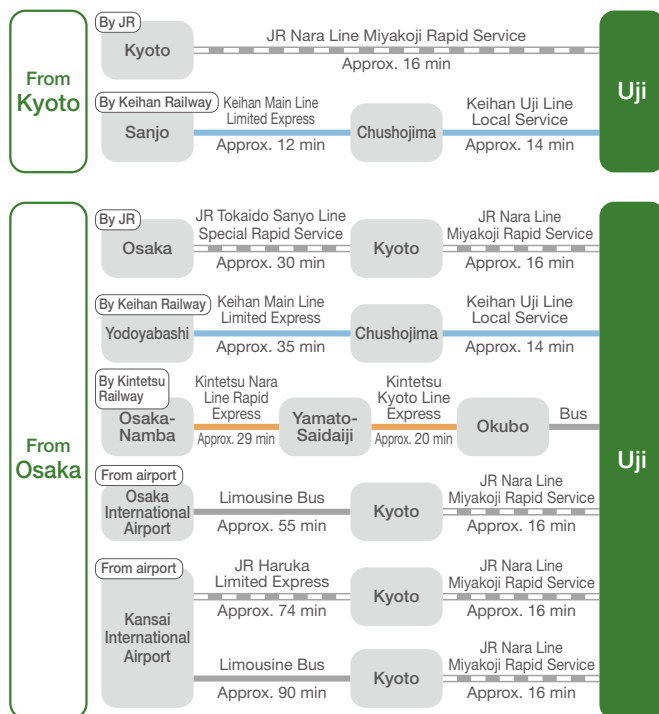 From
Kyoto
By JR
Kyoto
JR Nara Line Miyakoji Rapid Service
Approx. 16 min
By Keihan Railway
Sanjo
Keihan Main Line
Limited Express
Approx. 12 min
Chushojima
Keihan Uji Line
Local Service
Approx. 14 min
Uji
From
Osaka
By JR
Osaka
JR Tokaido Sanyo Line
Special Rapid Service
Approx. 30 min
Kyoto
JR Nara Line
Miyakoji Rapid Service
Approx. 16 min
By Keihan Railway
Yodoyabashi
Keihan Main Line
Limited Express
Approx. 35 min
Chushojima
Keihan Uji Line
Local Service
Approx. 14 min
By Kintetsu
Railway
Osaka-
Namba
Kintetsu Nara
Line Rapid
Express
Approx. 29 min
Yamato-
Saidaiji
Kintetsu
Kyoto Line
Express
Approx. 20 min
Okubo
Bus
From airport
Osaka
International
Airport
Limousine Bus
Approx. 55 min
Kyoto
JR Nara Line
Miyakoji Rapid Service
Approx. 16 min
From airport
Kansai
International
Airport
JR Haruka
Limited Express
Approx. 74 min
Kyoto
JR Nara Line
Miyakoji Rapid Service
Approx. 16 min
Limousine Bus
Approx. 90 min
Kyoto
JR Nara Line
Miyakoji Rapid Service
Approx. 16 min
Uji